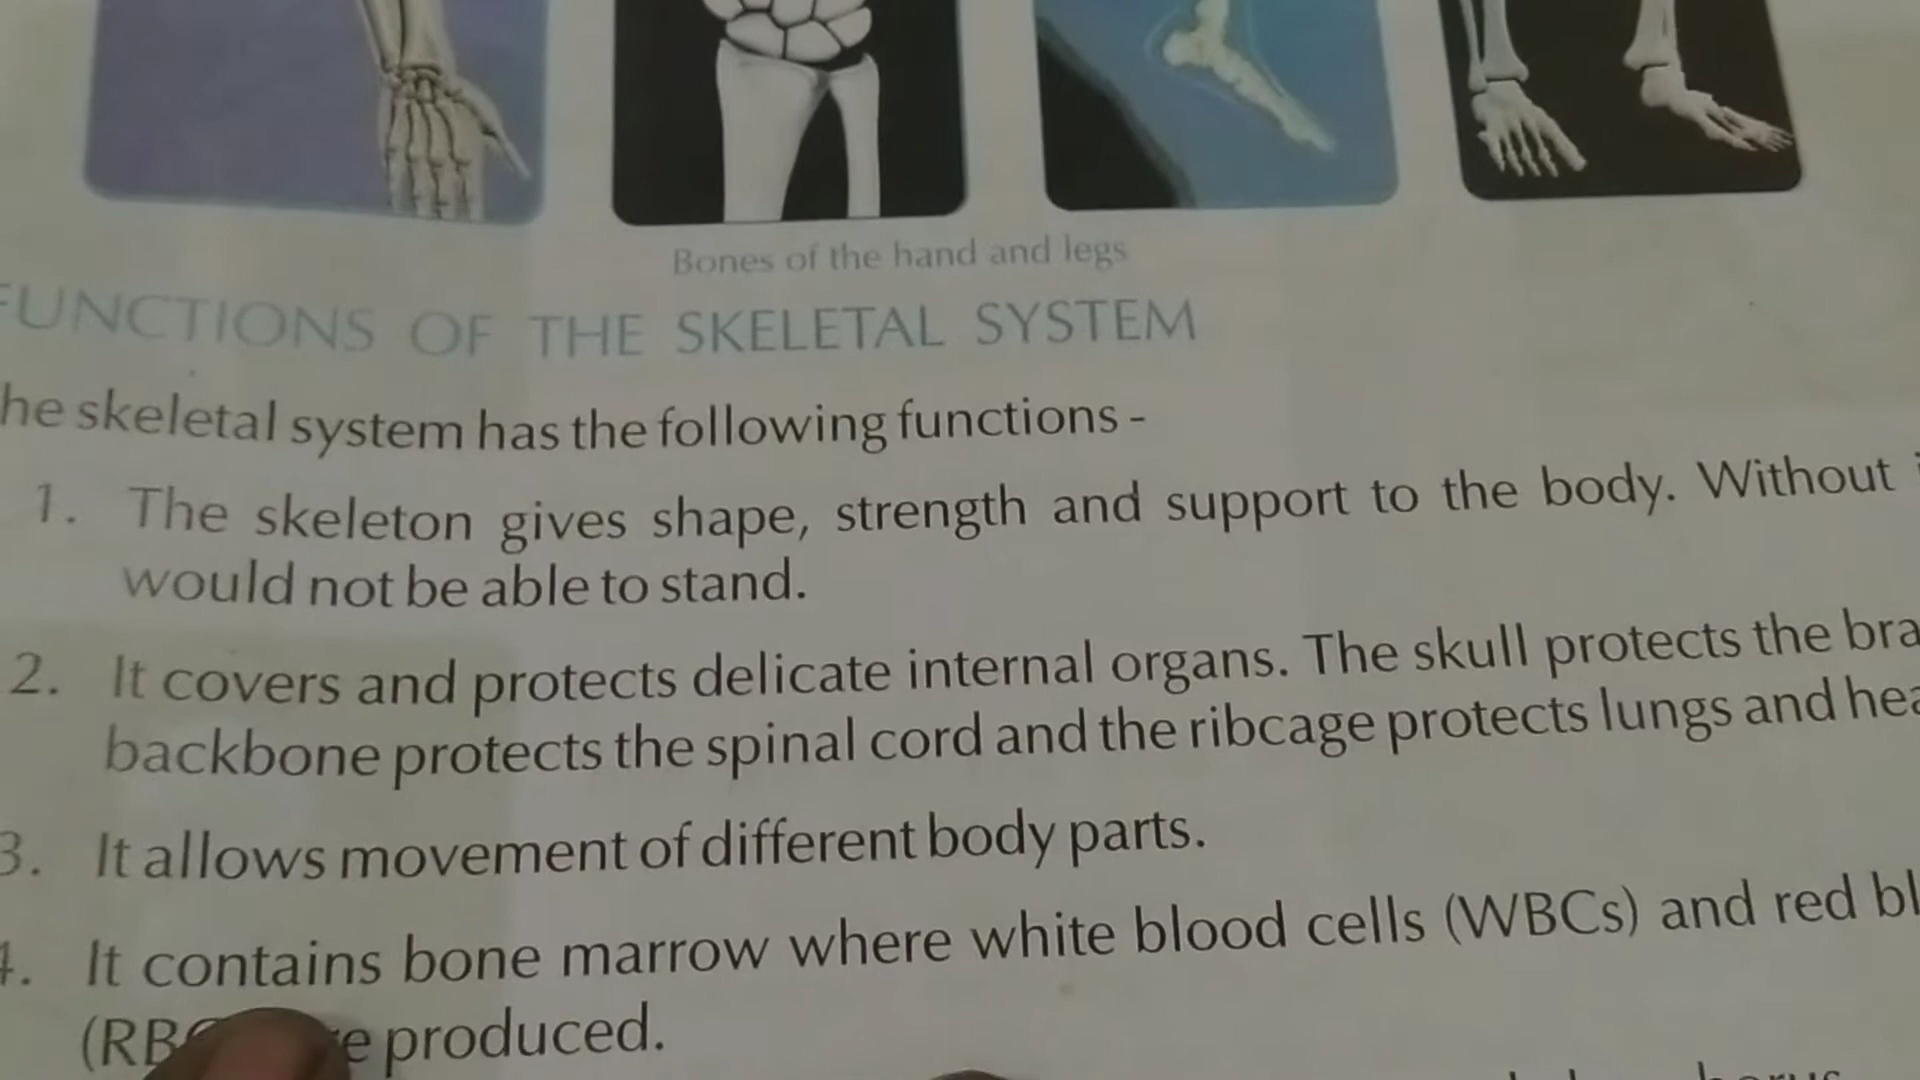 Bones of the hand and legs
FUNCTIONS OF THE SKELETAL SYSTEM
he skeletal system has the following functions -
1. The skeleton gives shape, strength and support to the body. Without
would not be able to stand.
2. It covers and protects delicate internal organs. The skull protects the bra
backbone protects the spinal cord and the ribcage protects lungs and hea
3. It allows movement of different body parts.
4. It contains bone marrow where white blood cells (WBCs) and red bl
(RBC e produced.